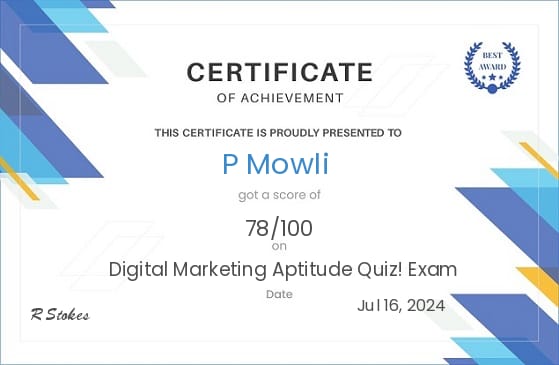 BEST
AWARD
CERTIFICATE
OF ACHIEVEMENT
THIS CERTIFICATE IS PROUDLY PRESENTED TO
P Mowli
got a score of
78/100
on
Digital Marketing Aptitude Quiz! Exam
Date
Jul 16, 2024
R Stokes